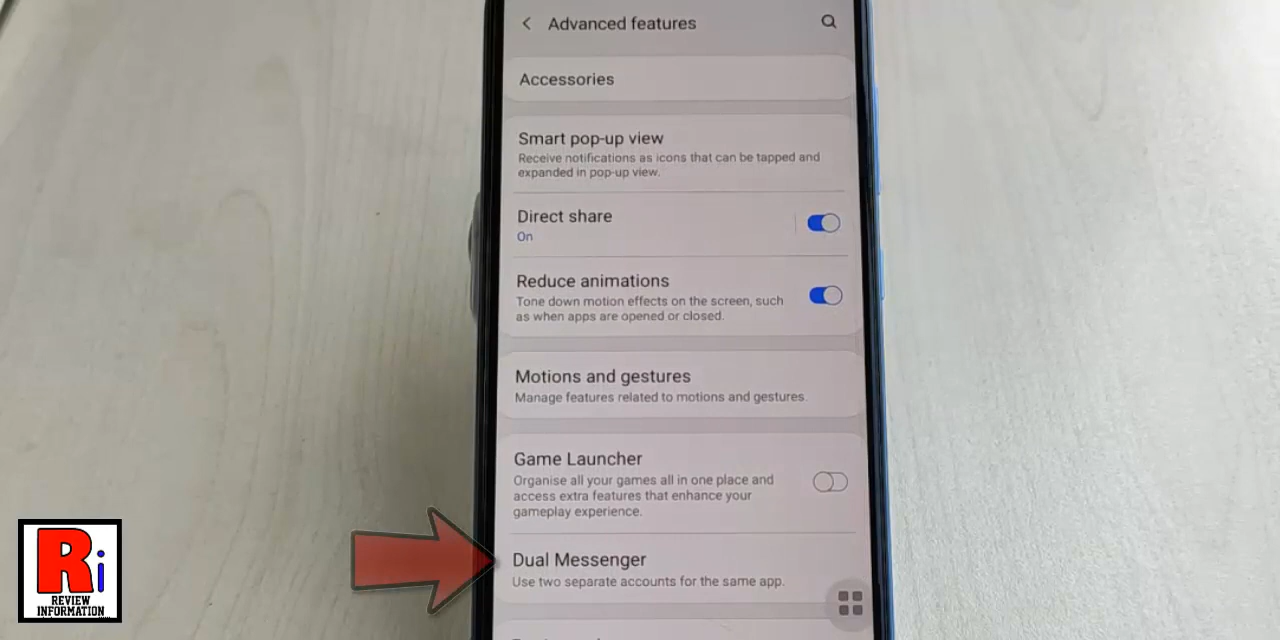 Advanced features
Accessories
Smart pop-up view
Receive notifications as icons that can be tapped and
expanded in pop-up view.
Direct share
On
Reduce animations
Tone down motion effects on the screen, such
as when apps are opened or closed.
Motions and gestures
Manage features related to motions and gestures.
Game Launcher
Organise all your games all in one place and
access extra features that enhance your
gameplay experience.
Dual Messenger
Use two separate accounts for the same app.
Ri
REVIEW
INFORMATION